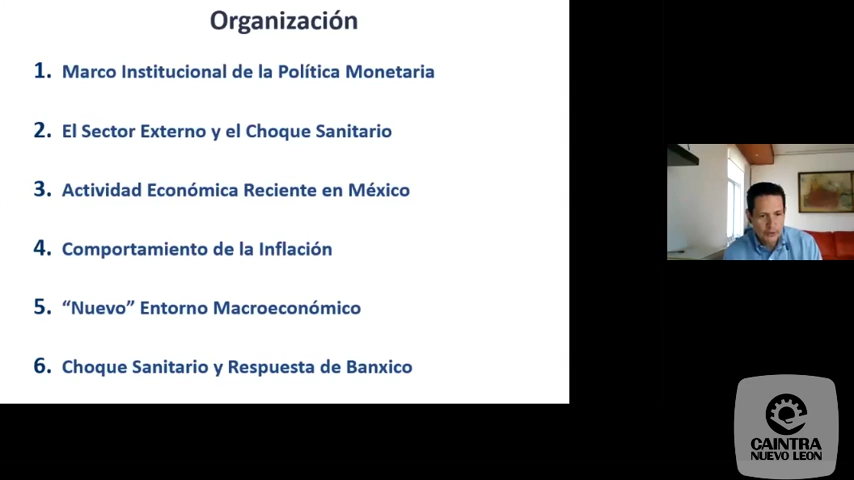 Organización
1. Marco Institucional de la Política Monetaria
2. El Sector Externo y el Choque Sanitario
3. Actividad Económica Reciente en México
4. Comportamiento de la Inflación
5. “Nuevo” Entorno Macroeconómico
6. Choque Sanitario y Respuesta de Banxico
CAINTRA
NUEVO LEON